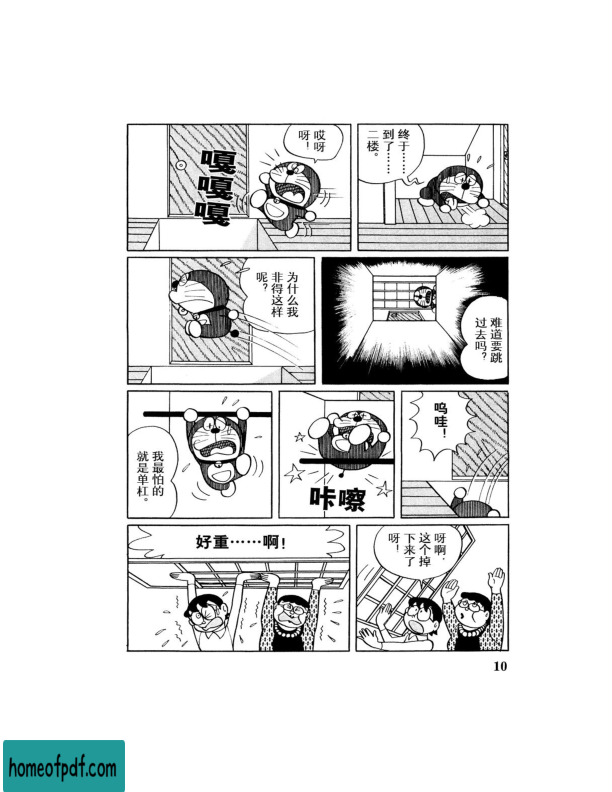 终于……
到了……
二楼。
哎呀
呀！
嘎
嘎
嘎
难道要跳
过去吗？
为什么我
非得这样
呢？
呜哇！
咔嚓
我最怕的
就是单杠。
呀啊，
这个掉
下来了
呀！
好重……啊！
10
homeofpdf.com